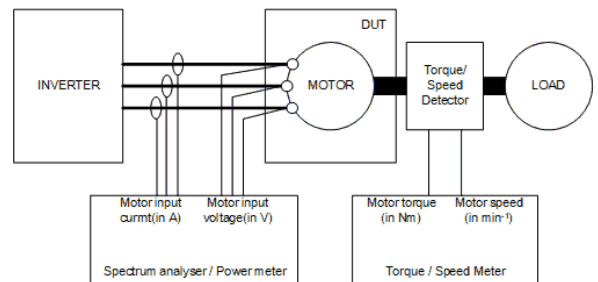 DUT
INVERTER
MOTOR
Torque/
Speed
Detector
LOAD
Motor input
currnt(in A)
Motor input
voltage(in V)
Motor torque
(in Nm)
Motor speed
(in min-1)
Spectrum analyser / Power meter
Torque / Speed Meter